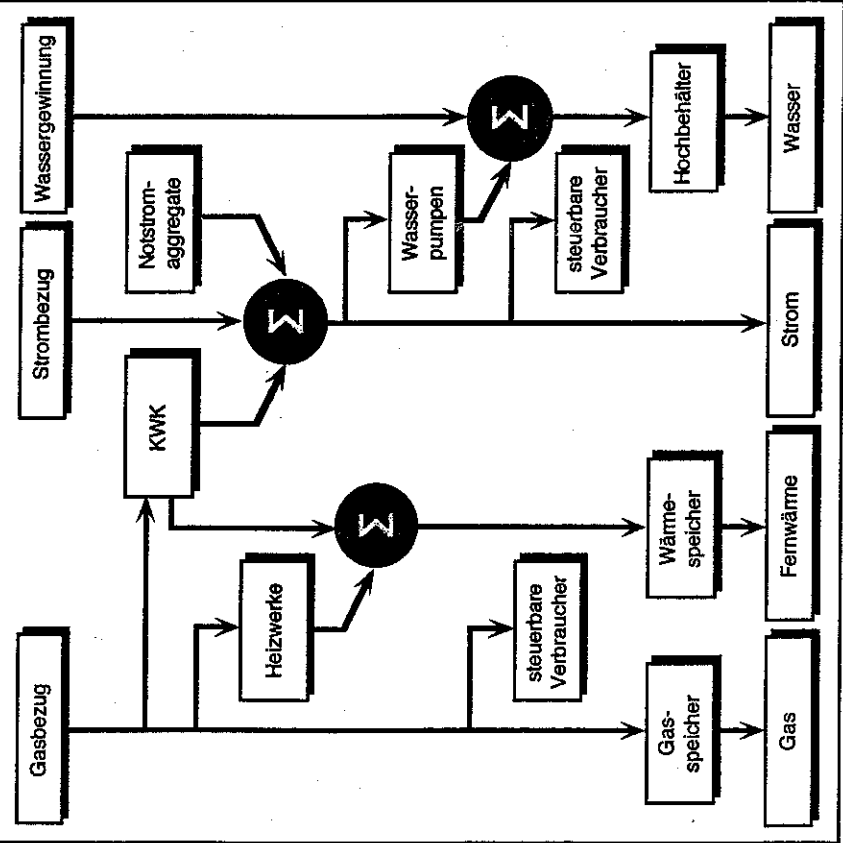 Gasbezug
Strombezug
Wassergewinnung
KWK
Notstrom-
aggregate
Σ
Heizwerke
Σ
Wasser-
pumpen
Σ
steuerbare
Verbraucher
steuerbare
Verbraucher
Gas-
speicher
Wärme-
speicher
Hochbehälter
Gas
Fernwärme
Strom
Wasser